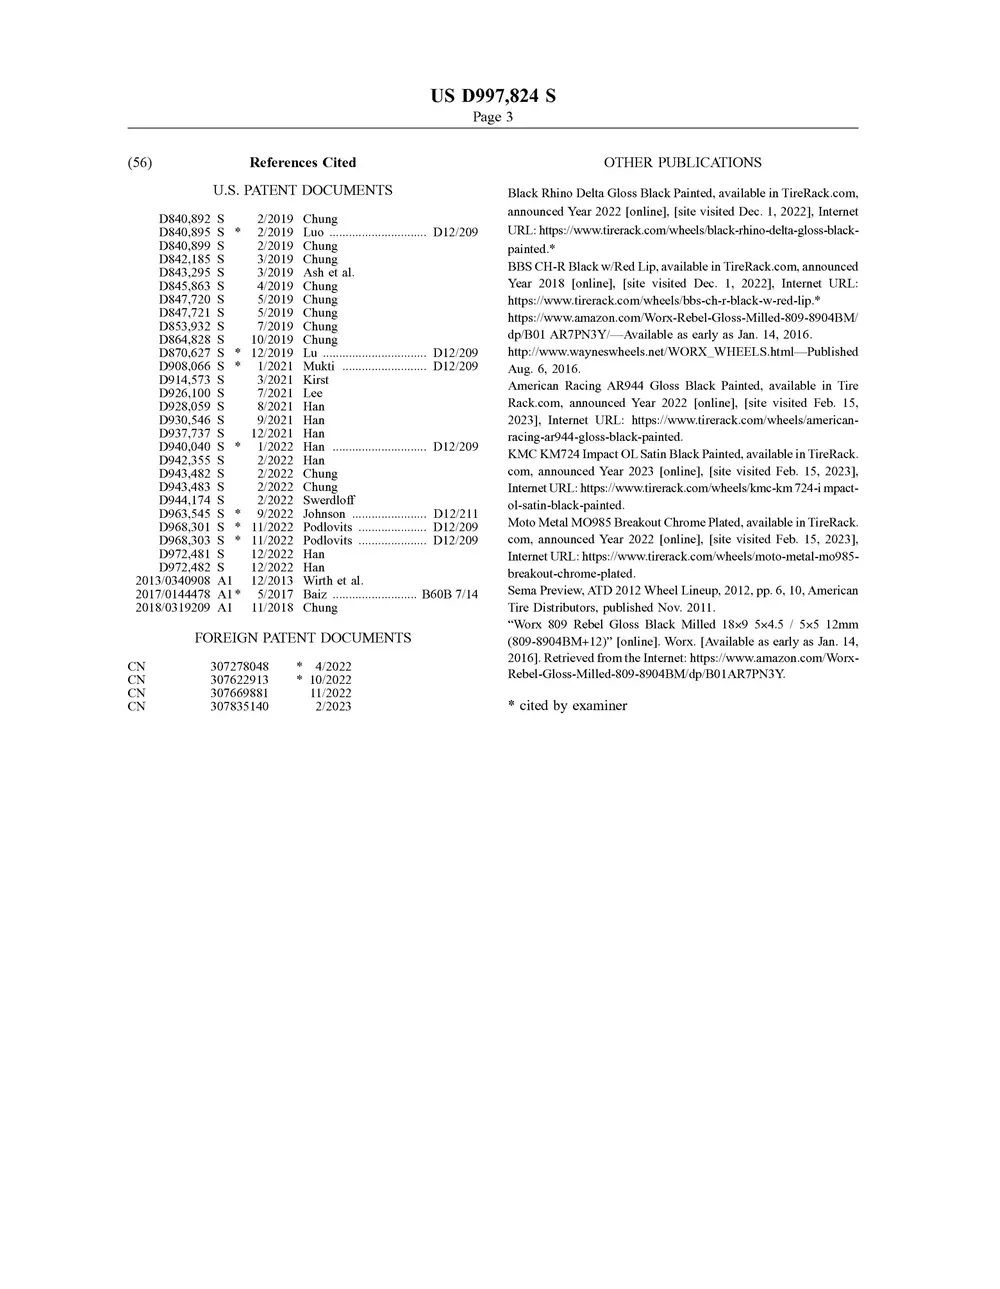 US D997,824 S
Page 3
(56) References Cited
U.S. PATENT DOCUMENTS
D840,892 S 2/2019 Chung
D840,895 S * 2/2019 Luo .............................. D12/209
D840,899 S 2/2019 Chung
D842,185 S 3/2019 Chung
D843,295 S 3/2019 Ash et al.
D845,863 S 4/2019 Chung
D847,720 S 5/2019 Chung
D847,721 S 5/2019 Chung
D853,932 S 7/2019 Chung
D864,828 S 10/2019 Chung
D870,627 S * 12/2019 Lu ................................ D12/209
D908,066 S * 1/2021 Mukti .......................... D12/209
D914,573 S 3/2021 Kirst
D926,100 S 7/2021 Lee
D928,059 S 8/2021 Han
D930,546 S 9/2021 Han
D937,737 S 12/2021 Han
D940,040 S * 1/2022 Han ............................. D12/209
D942,355 S 2/2022 Han
D943,482 S 2/2022 Chung
D943,483 S 2/2022 Chung
D944,174 S 2/2022 Swerdloff
D963,545 S * 9/2022 Johnson ....................... D12/211
D968,301 S * 11/2022 Podlovits ..................... D12/209
D968,303 S * 11/2022 Podlovits ..................... D12/209
D972,481 S 12/2022 Han
D972,482 S 12/2022 Han
2013/0340908 A1 12/2013 Wirth et al.
2017/0144478 A1* 5/2017 Baiz .......................... B60B 7/14
2018/0319209 A1 11/2018 Chung
FOREIGN PATENT DOCUMENTS
CN 307278048 * 4/2022
CN 307622913 * 10/2022
CN 307669881 11/2022
CN 307835140 2/2023
OTHER PUBLICATIONS
Black Rhino Delta Gloss Black Painted, available in TireRack.com,
announced Year 2022 [online], [site visited Dec. 1, 2022], Internet
URL: https://www.tirerack.com/wheels/black-rhino-delta-gloss-black-
painted.*
BBS CH-R Black w/Red Lip, available in TireRack.com, announced
Year 2018 [online], [site visited Dec. 1, 2022], Internet URL:
https://www.tirerack.com/wheels/bbs-ch-r-black-w-red-lip.*
https://www.amazon.com/Worx-Rebel-Gloss-Milled-809-8904BM/
dp/B01 AR7PN3Y/—Available as early as Jan. 14, 2016.
http://www.wayneswheels.net/WORX_WHEELS.html—Published
Aug. 6, 2016.
American Racing AR944 Gloss Black Painted, available in Tire
Rack.com, announced Year 2022 [online], [site visited Feb. 15,
2023], Internet URL: https://www.tirerack.com/wheels/american-
racing-ar944-gloss-black-painted.
KMC KM724 Impact OL Satin Black Painted, available in TireRack.
com, announced Year 2023 [online], [site visited Feb. 15, 2023],
Internet URL: https://www.tirerack.com/wheels/kmc-km 724-i mpact-
ol-satin-black-painted.
Moto Metal MO985 Breakout Chrome Plated, available in TireRack.
com, announced Year 2022 [online], [site visited Feb. 15, 2023],
Internet URL: https://www.tirerack.com/wheels/moto-metal-mo985-
breakout-chrome-plated.
Sema Preview, ATD 2012 Wheel Lineup, 2012, pp. 6, 10, American
Tire Distributors, published Nov. 2011.
“Worx 809 Rebel Gloss Black Milled 18×9 5×4.5 / 5×5 12mm
(809-8904BM+12)” [online]. Worx. [Available as early as Jan. 14,
2016]. Retrieved from the Internet: https://www.amazon.com/Worx-
Rebel-Gloss-Milled-809-8904BM/dp/B01AR7PN3Y.
* cited by examiner